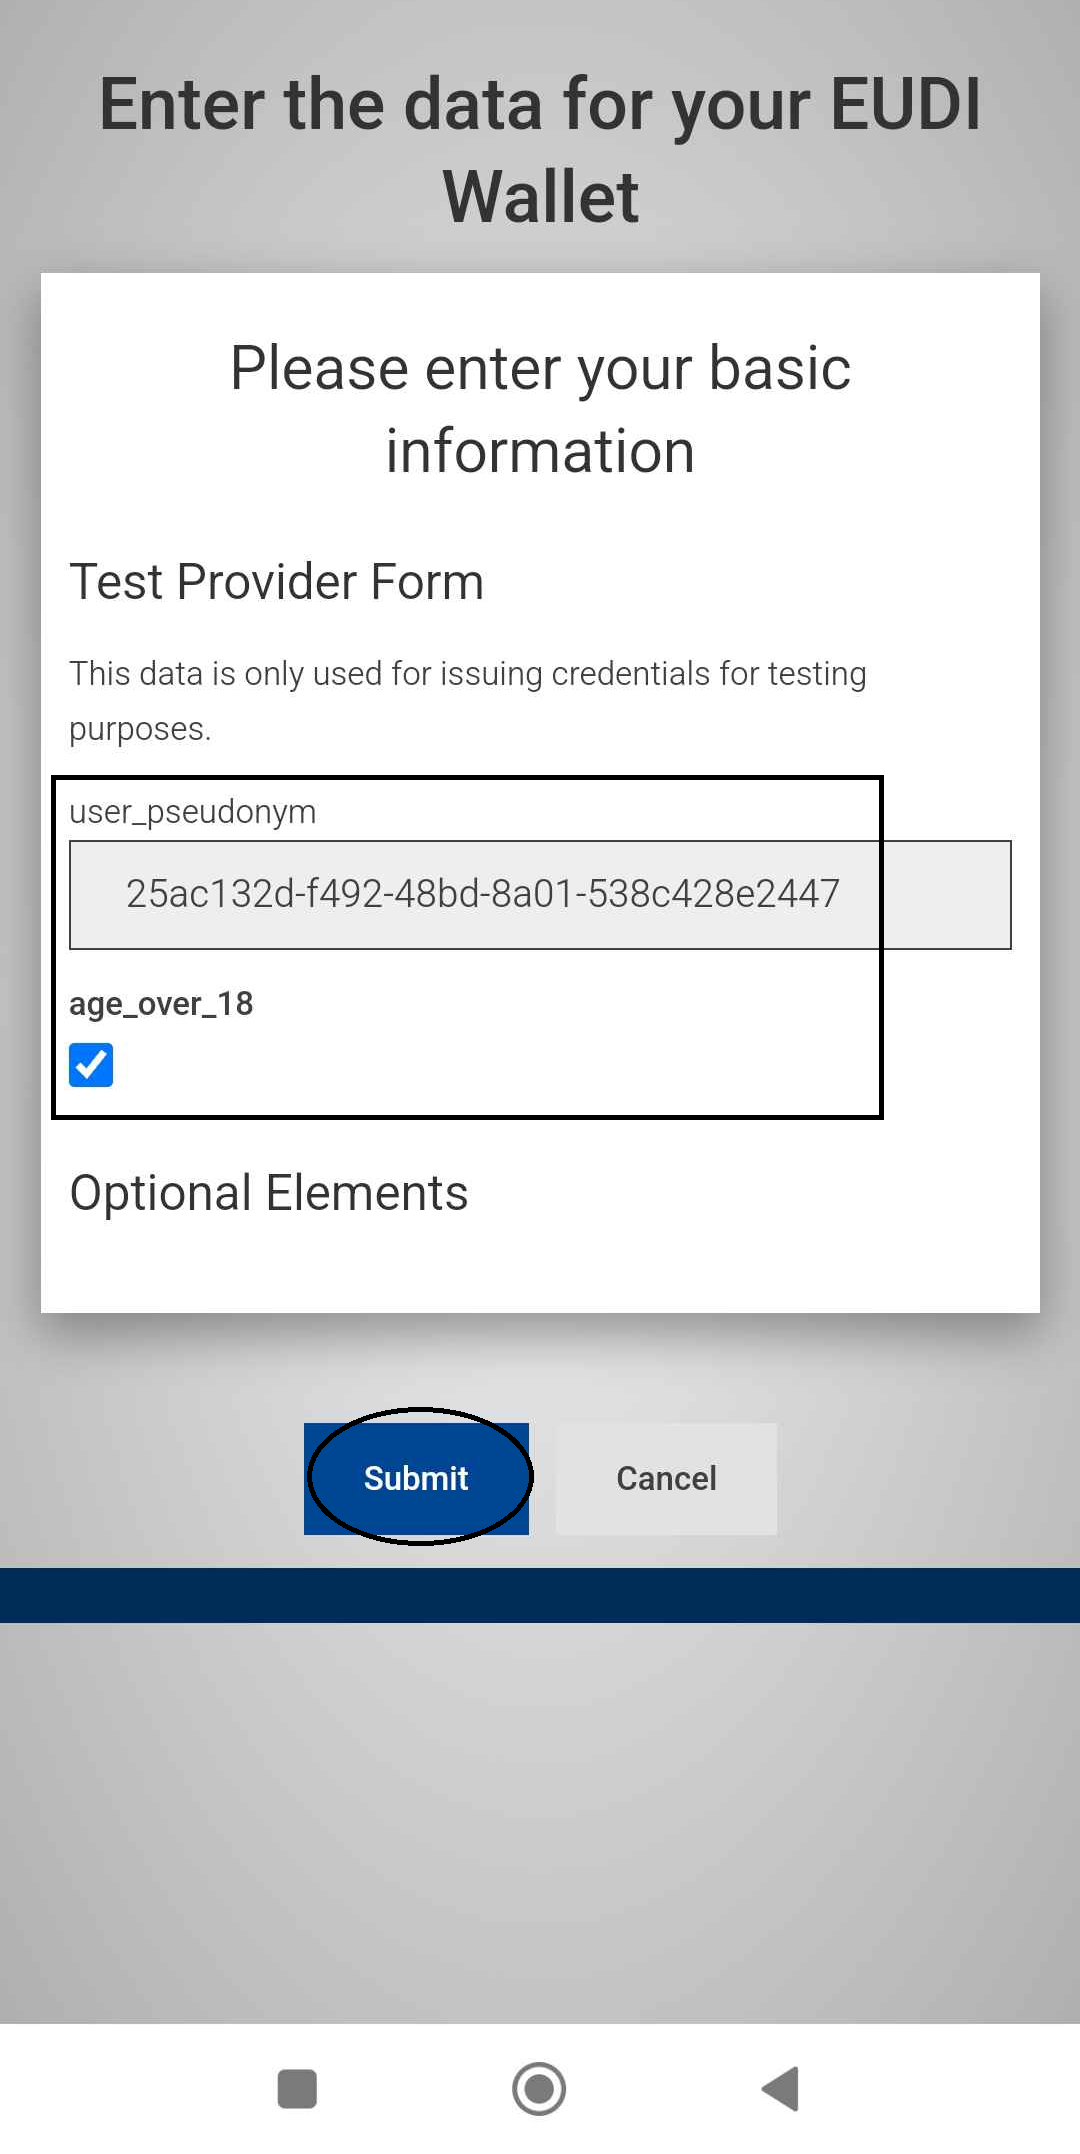 Enter the data for your EUDI
Wallet
Please enter your basic
information
Test Provider Form
This data is only used for issuing credentials for testing
purposes.
user_pseudonym
25ac132d-f492-48bd-8a01-538c428e2447
age_over_18
Optional Elements
Submit
Cancel